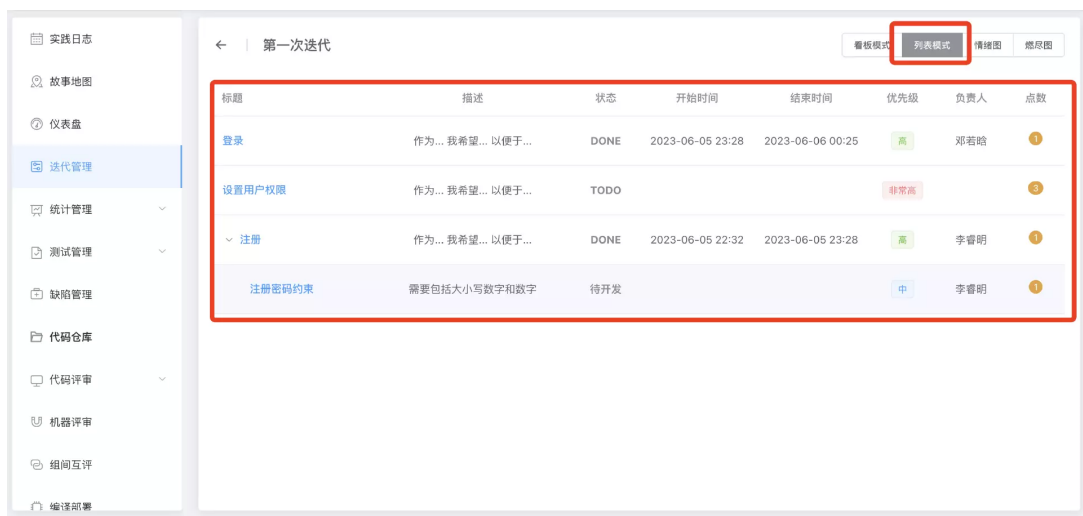 实践日志
故事地图
仪表盘
迭代管理
统计管理
测试管理
缺陷管理
代码仓库
代码评审
机器评审
组间互评
编译部署
← 第一次迭代
看板模式 列表模式 情绪图 燃尽图
标题 描述 状态 开始时间 结束时间 优先级 负责人 点数
登录 作为... 我希望... 以便于... DONE 2023-06-05 23:28 2023-06-06 00:25 高 邓若晗 1
设置用户权限 作为... 我希望... 以便于... TODO 非常高 3
注册 作为... 我希望... 以便于... DONE 2023-06-05 22:32 2023-06-05 23:28 高 李睿明 1
注册密码约束 需要包括大小写数字和数字 待开发 中 李睿明 1